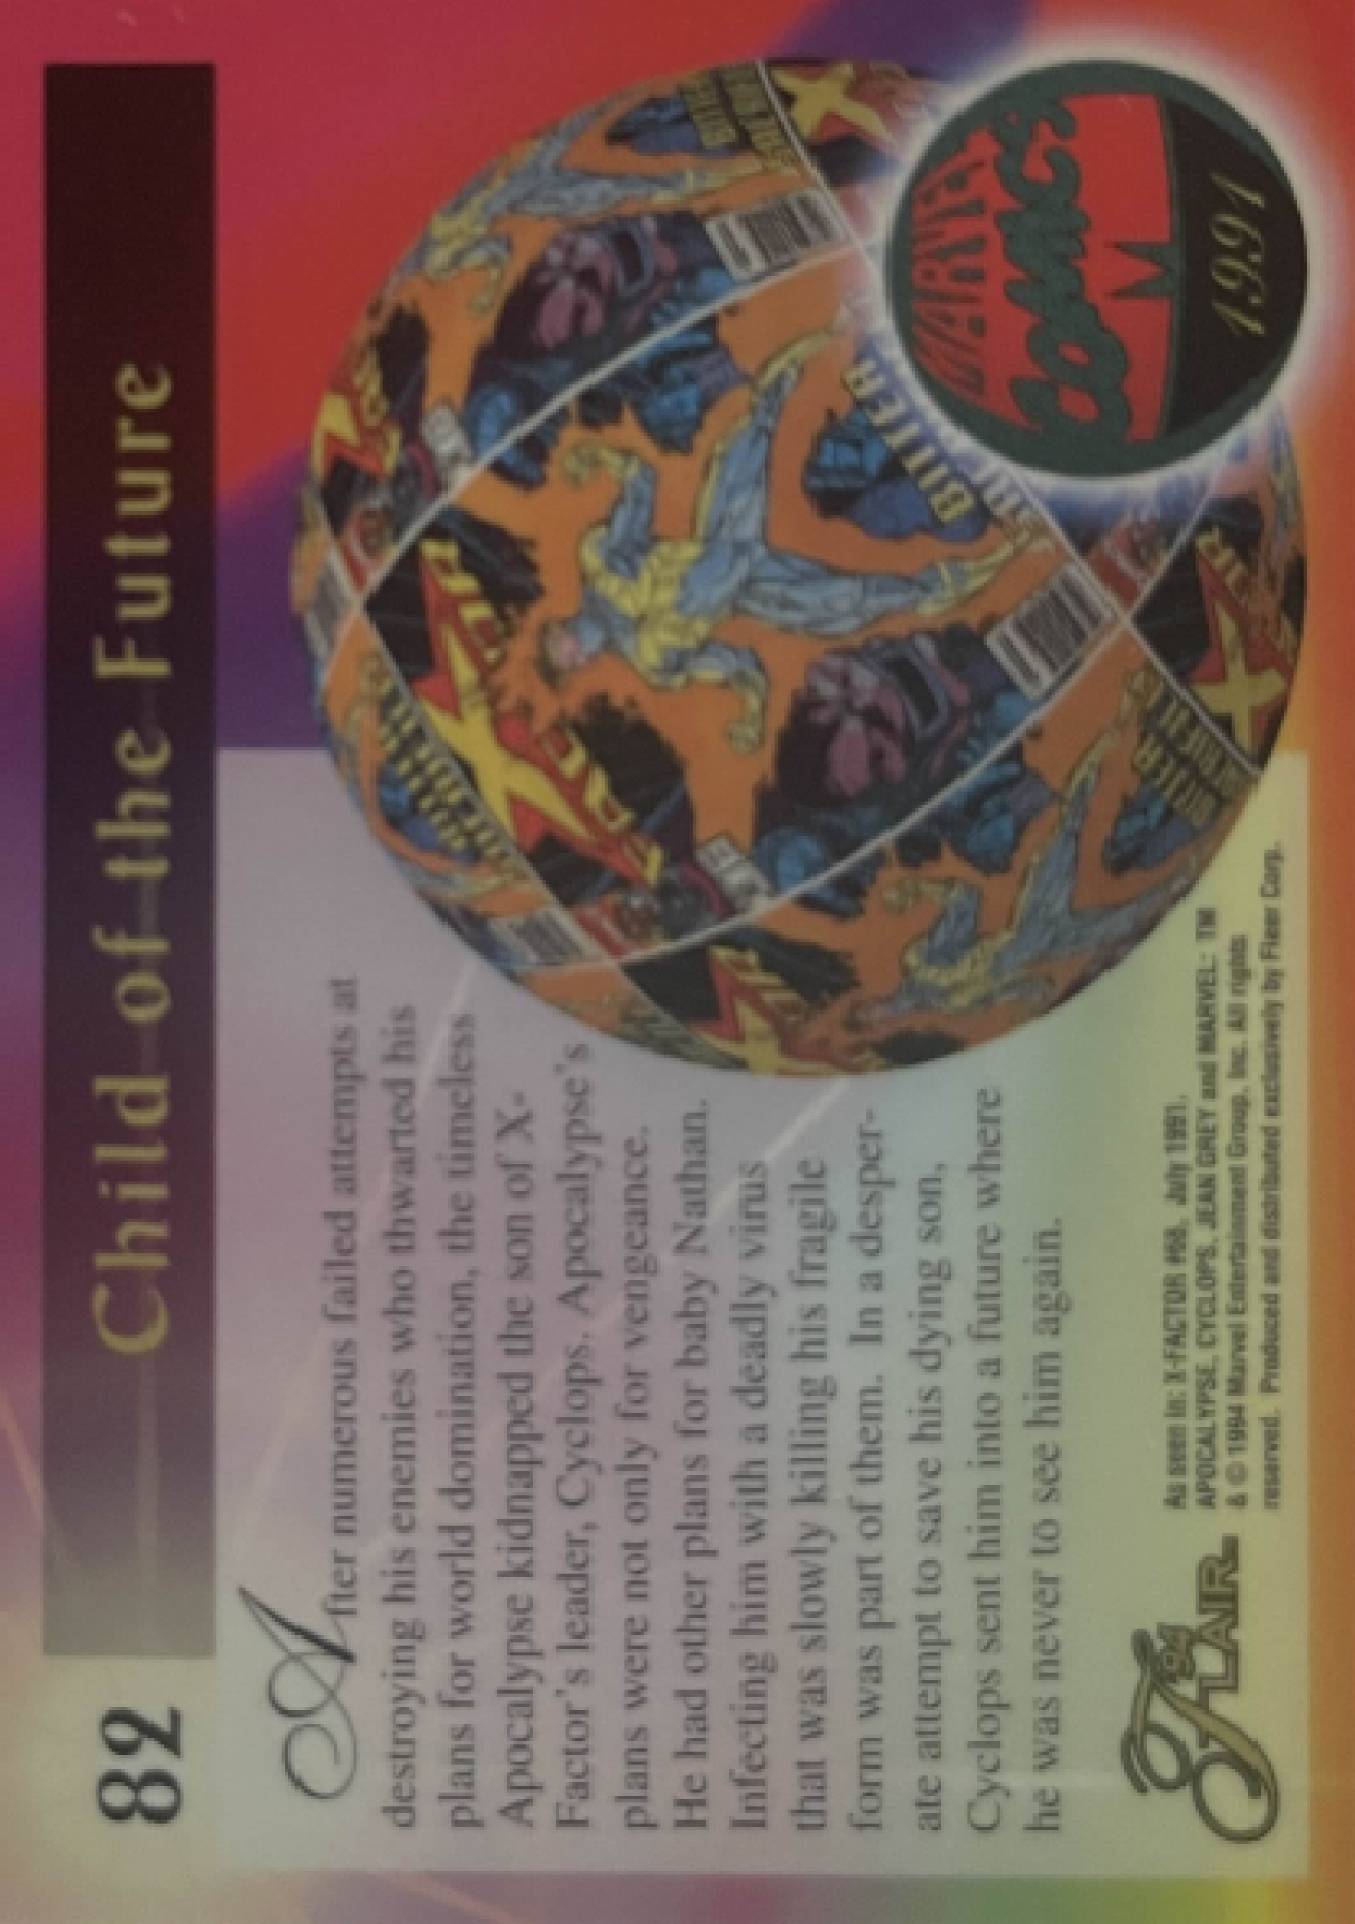 82
Child of the Future
After numerous failed attempts at
destroying his enemies who thwarted his
plans for world domination, the timeless
Apocalypse kidnapped the son of X-
Factor's leader, Cyclops. Apocalypse's
plans were not only for vengeance.
He had other plans for baby Nathan.
Infecting him with a deadly virus
that was slowly killing his fragile
form was part of them. In a desper-
ate attempt to save his dying son,
Cyclops sent him into a future where
he was never to see him again.
X FACTOR
BITTER
MARVEL
COMICS
M
1991
'94
FLAIR
As seen in: X-FACTOR #68, July 1991.
APOCALYPSE, CYCLOPS, JEAN GREY and MARVEL: TM
& © 1994 Marvel Entertainment Group, Inc. All rights
reserved. Produced and distributed exclusively by Fleer Corp.